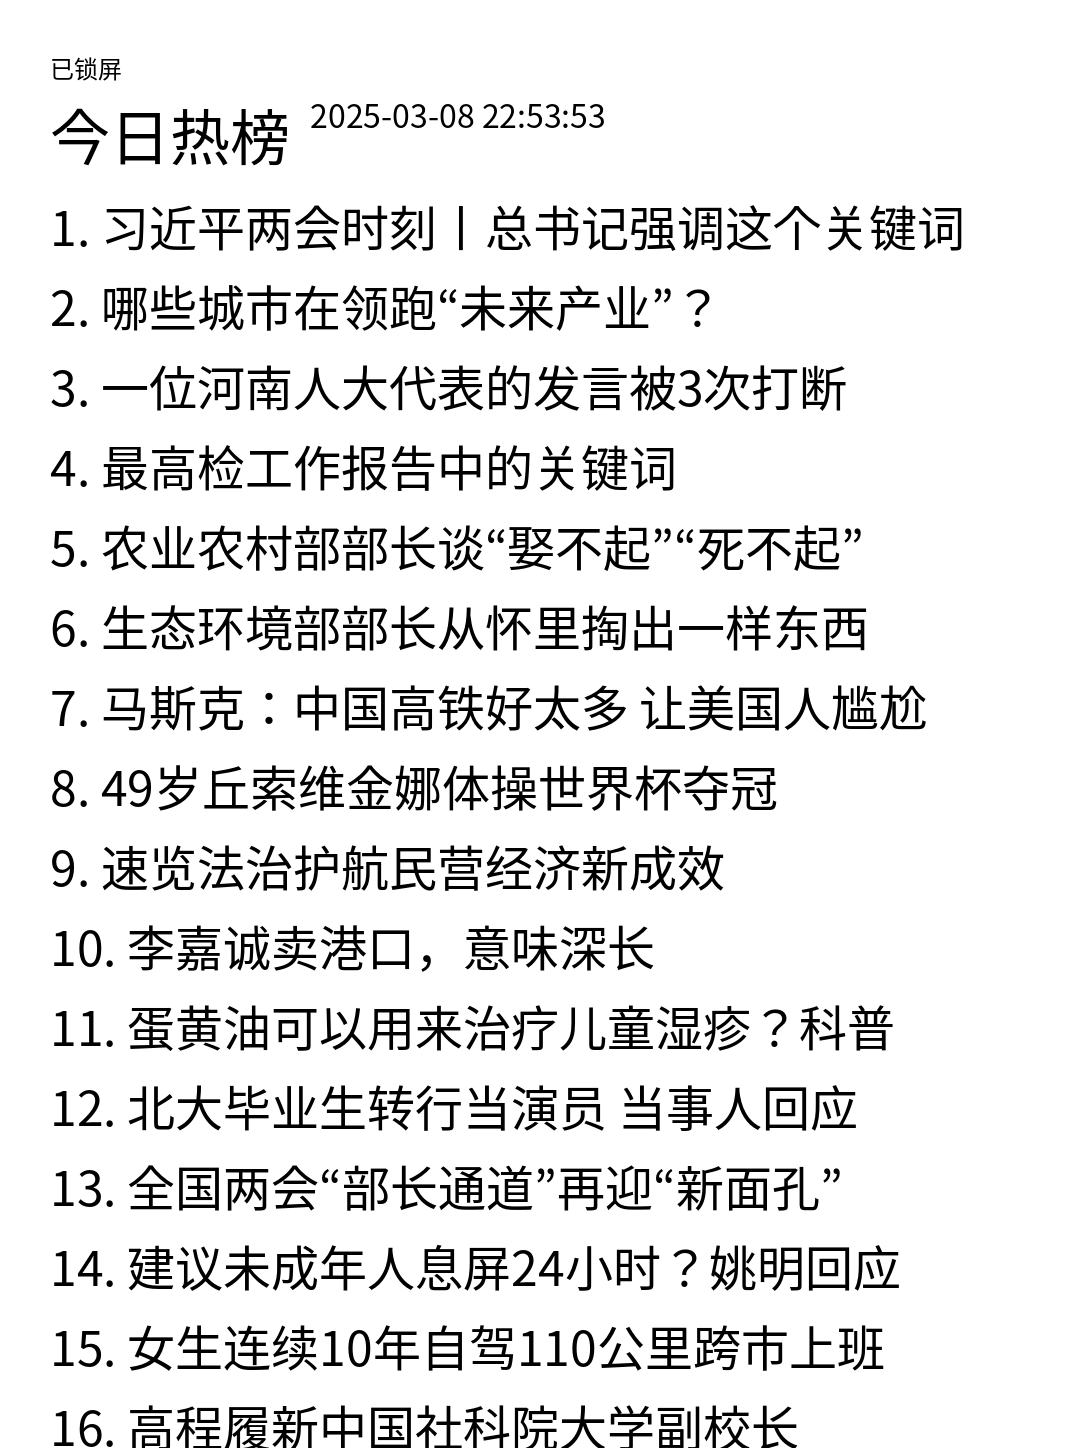 已锁屏
今日热榜 2025-03-08 22:53:53
1. 习近平两会时刻丨总书记强调这个关键词
2. 哪些城市在领跑“未来产业”？
3. 一位河南人大代表的发言被3次打断
4. 最高检工作报告中的关键词
5. 农业农村部部长谈“娶不起”“死不起”
6. 生态环境部部长从怀里掏出一样东西
7. 马斯克：中国高铁好太多 让美国人尴尬
8. 49岁丘索维金娜体操世界杯夺冠
9. 速览法治护航民营经济新成效
10. 李嘉诚卖港口，意味深长
11. 蛋黄油可以用来治疗儿童湿疹？科普
12. 北大毕业生转行当演员 当事人回应
13. 全国两会“部长通道”再迎“新面孔”
14. 建议未成年人息屏24小时？姚明回应
15. 女生连续10年自驾110公里跨市上班
16. 高程履新中国社科院大学副校长